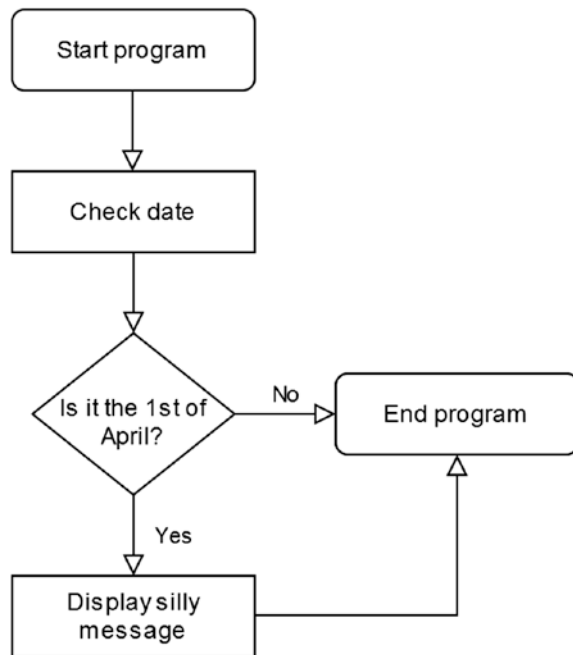 Start program
Check date
Is it the 1st of
April?
No
End program
Yes
Display silly
message